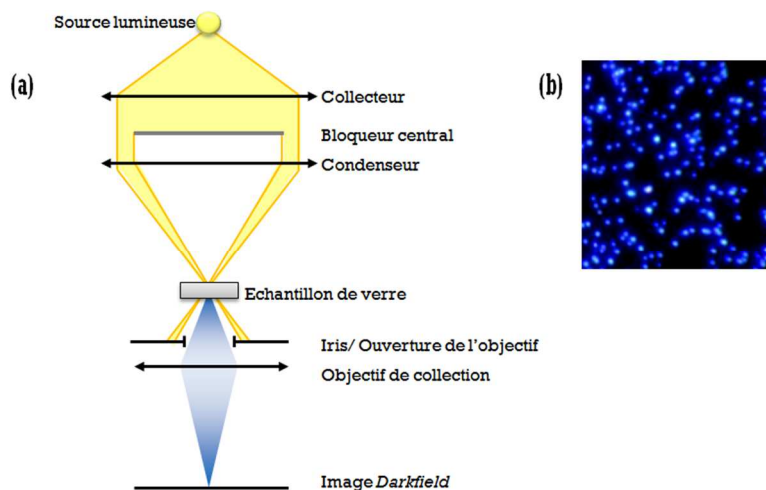 Source lumineuse
(a)
Collecteur
Bloqueur central
Condenseur
Echantillon de verre
Iris/ Ouverture de l'objectif
Objectif de collection
Image Darkfield
(b)